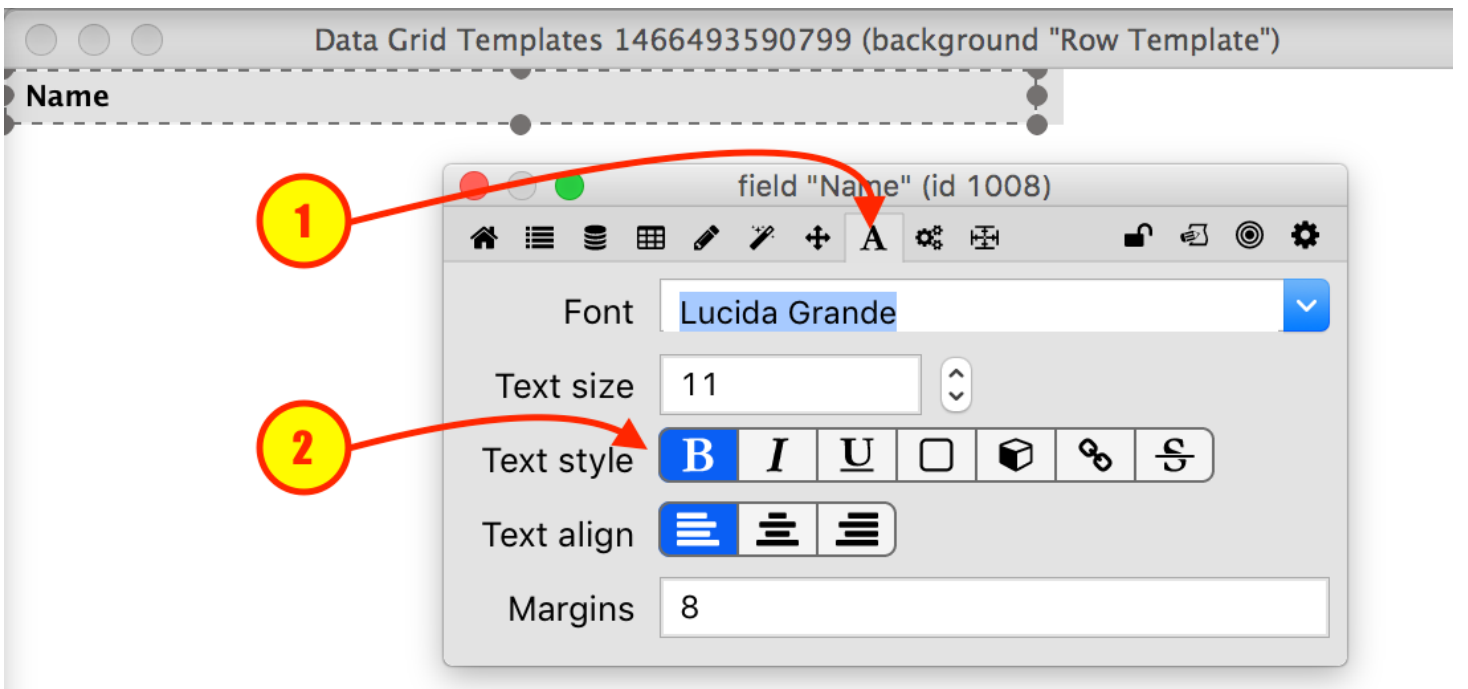 Data Grid Templates 1466493590799 (background "Row Template")
Name
field "Name" (id 1008)
1
A
Font Lucida Grande
Text size 11
2
Text style B I U S
Text align
Margins 8